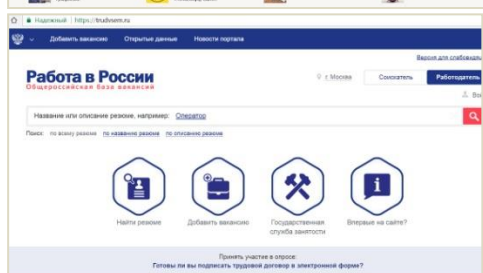 Надежный | https://trudvsem.ru
Добавить вакансию Открытые данные Новости портала
Версия для слабовидящ
Работа в России
Общероссийская база вакансий
г. Москва Соискатель Работодатель
Название или описание резюме, например: Оператор
Поиск: по всему резюме по названию резюме по описанию резюме
Найти резюме Добавить вакансию Государственная служба занятости Впервые на сайте?
Принять участие в опросе:
Готовы ли вы подписать трудовой договор в электронной форме?